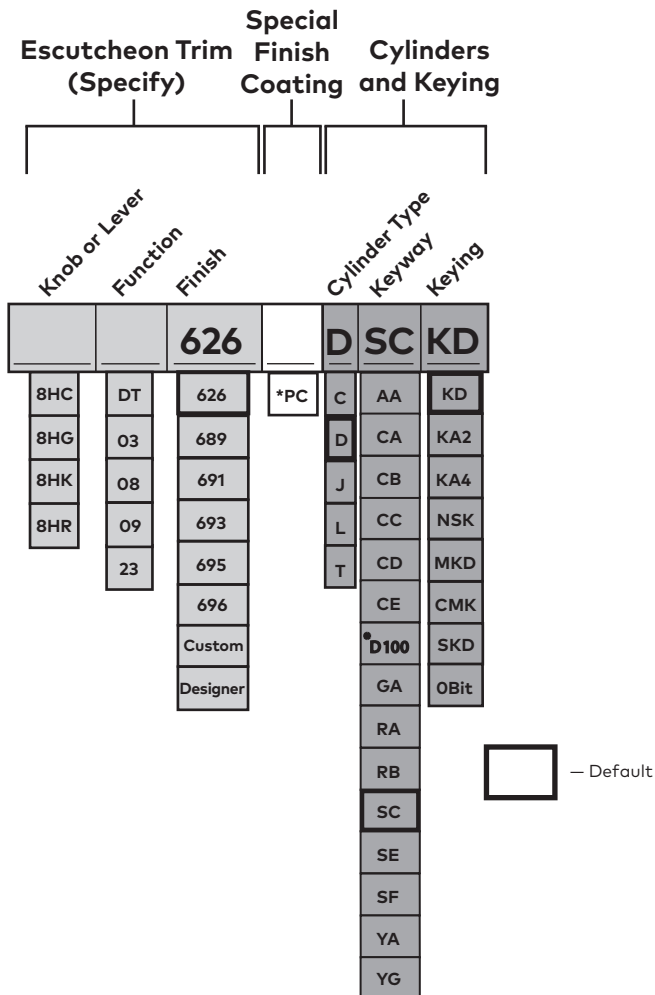 Escutcheon Trim
(Specify)
Special
Finish
Coating
Cylinders
and Keying
Knob or Lever
Function
Finish
Cylinder Type
Keyway
Keying
626 D SC KD
8HC DT 626 *PC C AA KD
8HG 03 689 D CA KA2
8HK 08 691 J CB KA4
8HR 09 693 L CC NSK
23 695 T CD MKD
696 CE CMK
Custom •D100 SKD
Designer GA 0Bit
RA
RB
SC
SE
SF
YA
YG
— Default